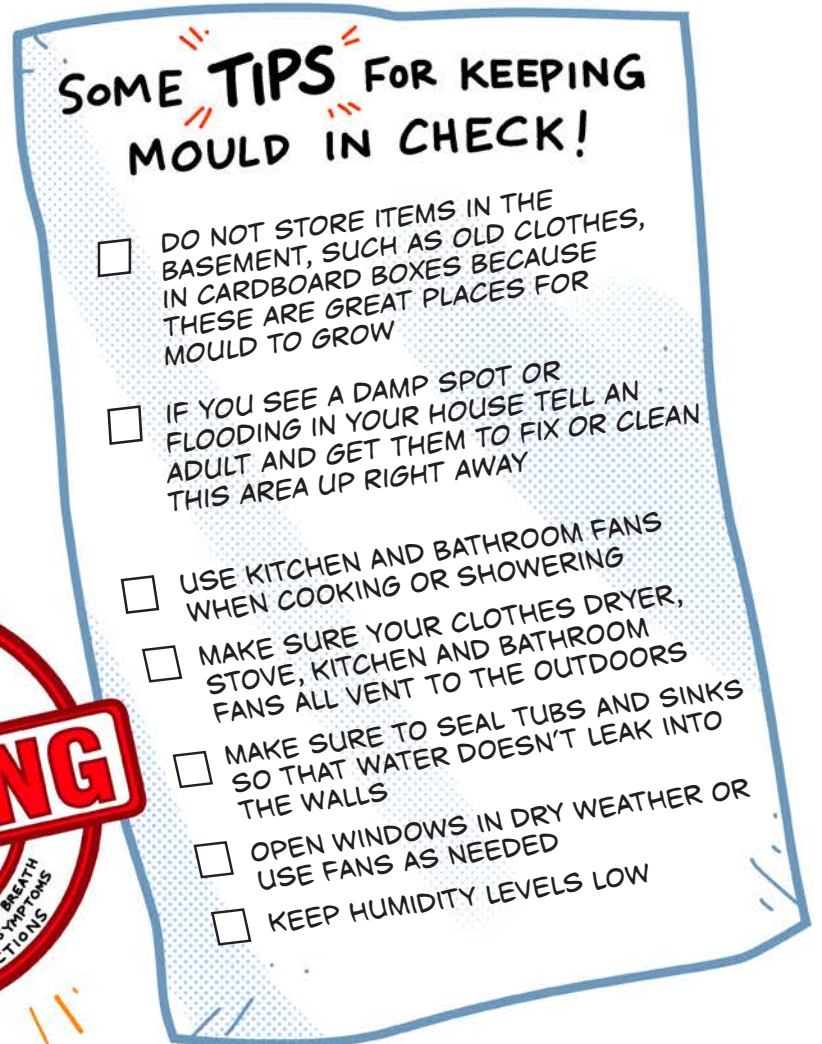 SOME TIPS FOR KEEPING
MOULD IN CHECK!
DO NOT STORE ITEMS IN THE
BASEMENT, SUCH AS OLD CLOTHES,
IN CARDBOARD BOXES BECAUSE
THESE ARE GREAT PLACES FOR
MOULD TO GROW
IF YOU SEE A DAMP SPOT OR
FLOODING IN YOUR HOUSE TELL AN
ADULT AND GET THEM TO FIX OR CLEAN
THIS AREA UP RIGHT AWAY
USE KITCHEN AND BATHROOM FANS
WHEN COOKING OR SHOWERING
MAKE SURE YOUR CLOTHES DRYER,
STOVE, KITCHEN AND BATHROOM
FANS ALL VENT TO THE OUTDOORS
MAKE SURE TO SEAL TUBS AND SINKS
SO THAT WATER DOESN'T LEAK INTO
THE WALLS
OPEN WINDOWS IN DRY WEATHER OR
USE FANS AS NEEDED
KEEP HUMIDITY LEVELS LOW
NG
BREATH
SYMPTOMS
CTIONS